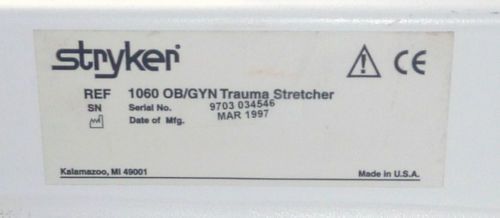 stryker®
REF 1060 OB/GYN Trauma Stretcher
SN Serial No. 9703 034546
Date of Mfg. MAR 1997
Kalamazoo, MI 49001 Made in U.S.A.